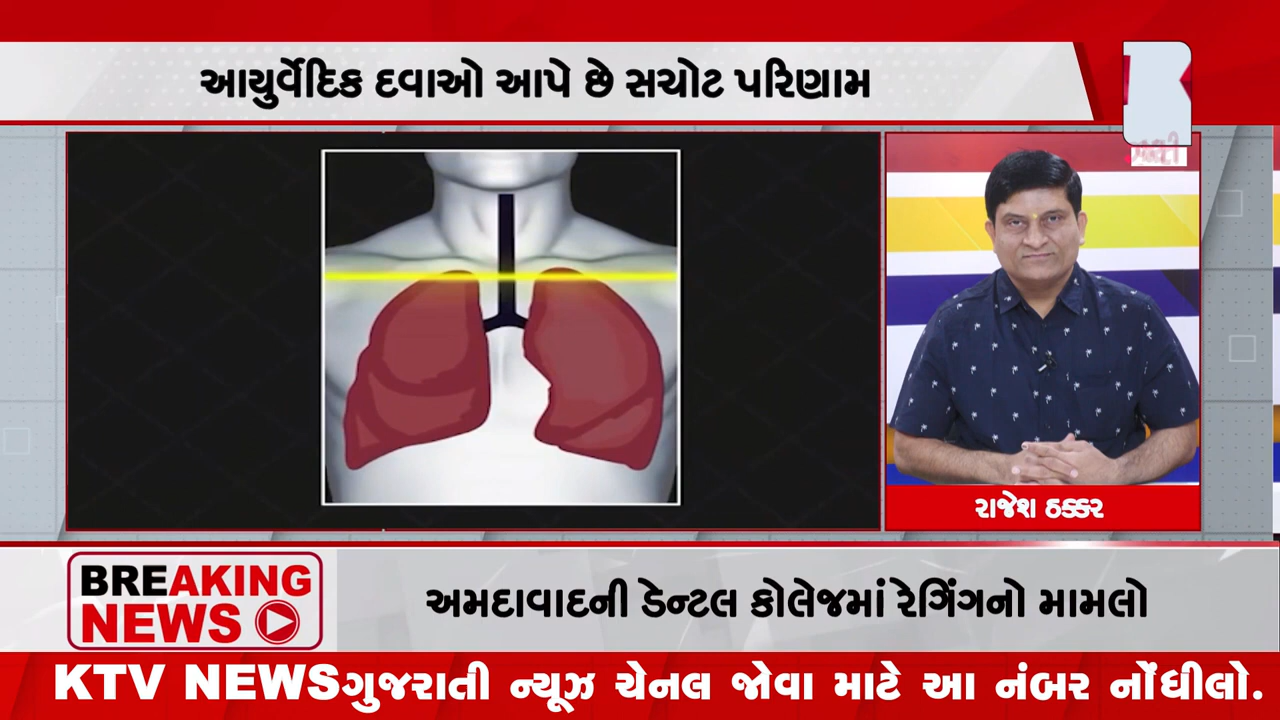 આયુર્વેદિક દવાઓ આપે છે સચોટ પરિણામ
રાજેશ ઠક્કર
BREAKING
NEWS
અમદાવાદની ડેન્ટલ કોલેજમાં રેગિંગનો મામલો
KTV NEWSગુજરાતી ન્યૂઝ ચેનલ જોવા માટે આ નંબર નોંધીલો.